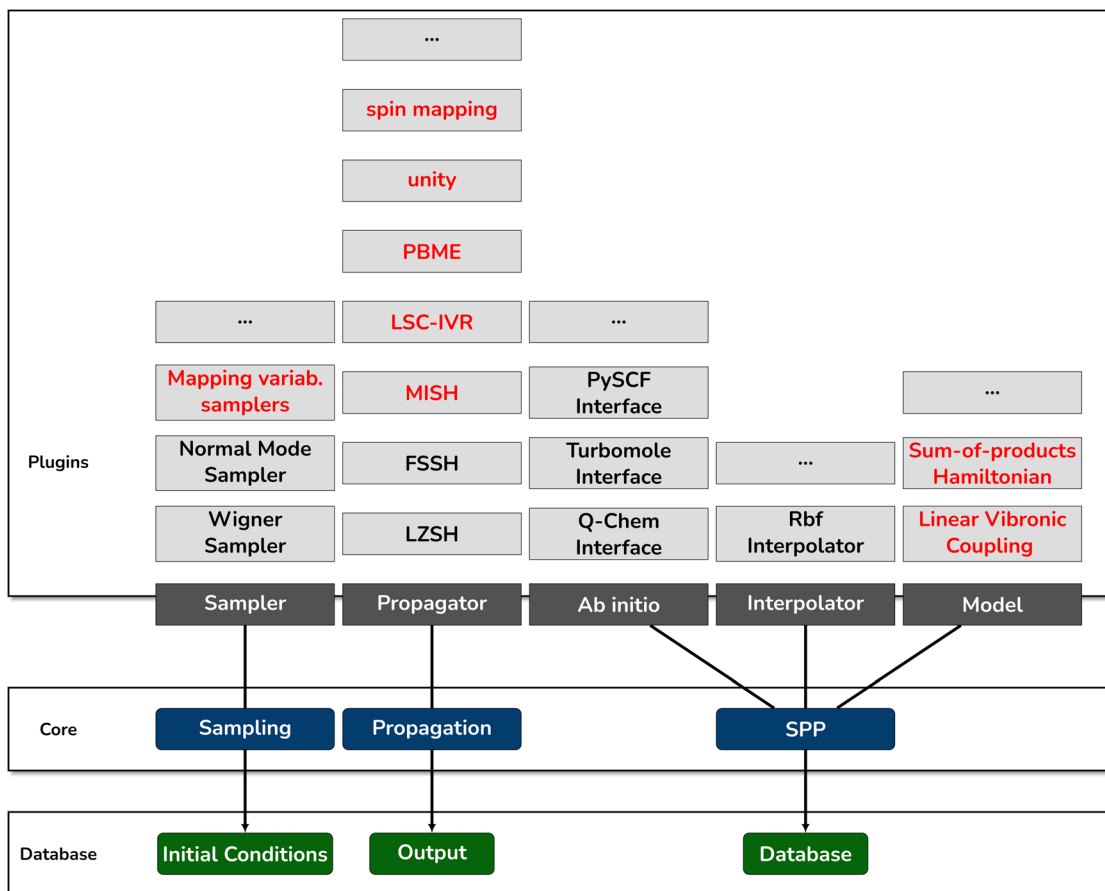 ...
spin mapping
unity
PBME
...
LSC-IVR
...
Mapping variab.
samplers
MISH
PySCF
Interface
...
Plugins
Normal Mode
Sampler
FSSH
Turbomole
Interface
...
Sum-of-products
Hamiltonian
Wigner
Sampler
LZSH
Q-Chem
Interface
Rbf
Interpolator
Linear Vibronic
Coupling
Sampler
Propagator
Ab initio
Interpolator
Model
Core
Sampling
Propagation
SPP
Database
Initial Conditions
Output
Database